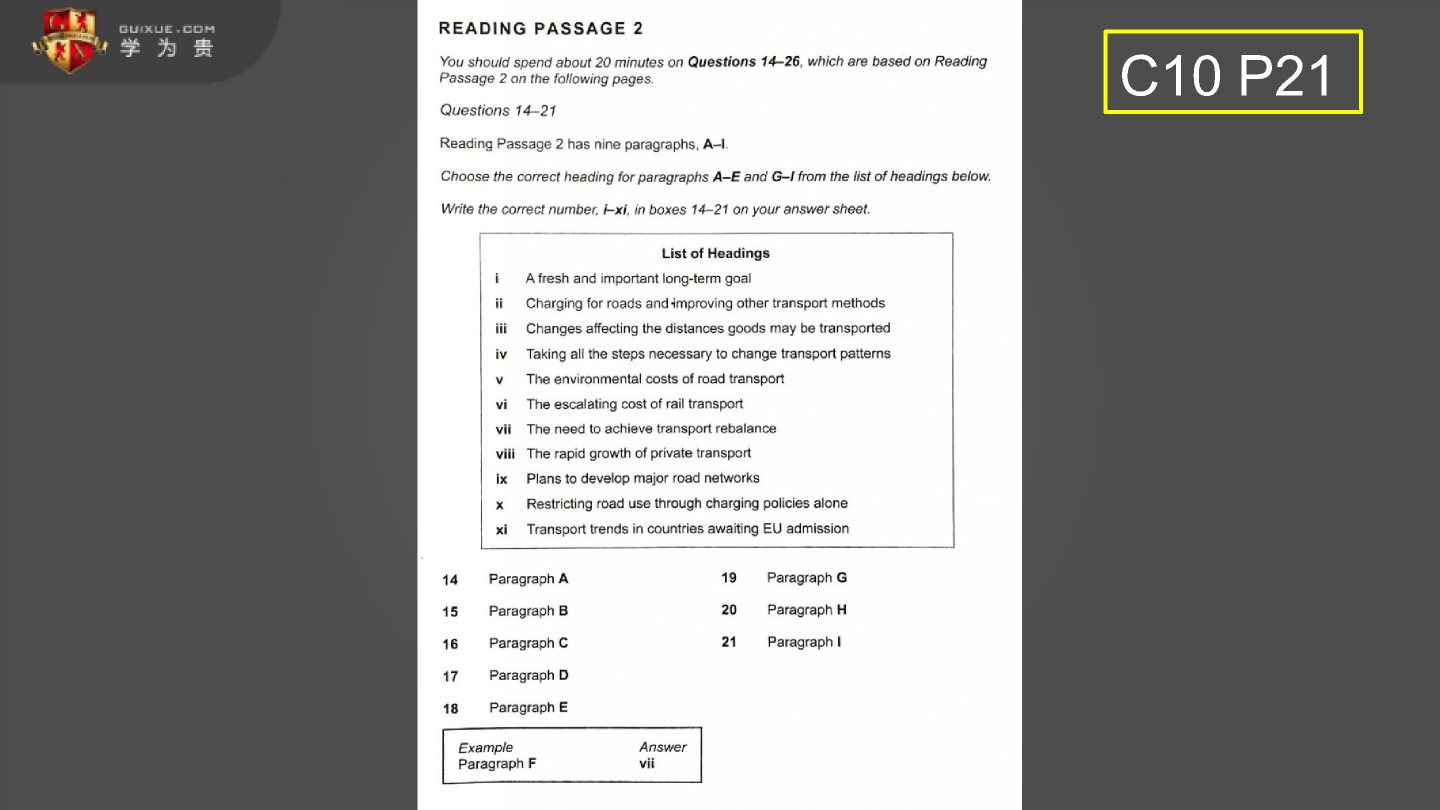 GUIXUE.COM
学为贵
C10 P21
READING PASSAGE 2
You should spend about 20 minutes on Questions 14–26, which are based on Reading
Passage 2 on the following pages.
Questions 14–21
Reading Passage 2 has nine paragraphs, A–I.
Choose the correct heading for paragraphs A–E and G–I from the list of headings below.
Write the correct number, i–xi, in boxes 14–21 on your answer sheet.
List of Headings
i A fresh and important long-term goal
ii Charging for roads and improving other transport methods
iii Changes affecting the distances goods may be transported
iv Taking all the steps necessary to change transport patterns
v The environmental costs of road transport
vi The escalating cost of rail transport
vii The need to achieve transport rebalance
viii The rapid growth of private transport
ix Plans to develop major road networks
x Restricting road use through charging policies alone
xi Transport trends in countries awaiting EU admission
14 Paragraph A
15 Paragraph B
16 Paragraph C
17 Paragraph D
18 Paragraph E
19 Paragraph G
20 Paragraph H
21 Paragraph I
Example Answer
Paragraph F vii